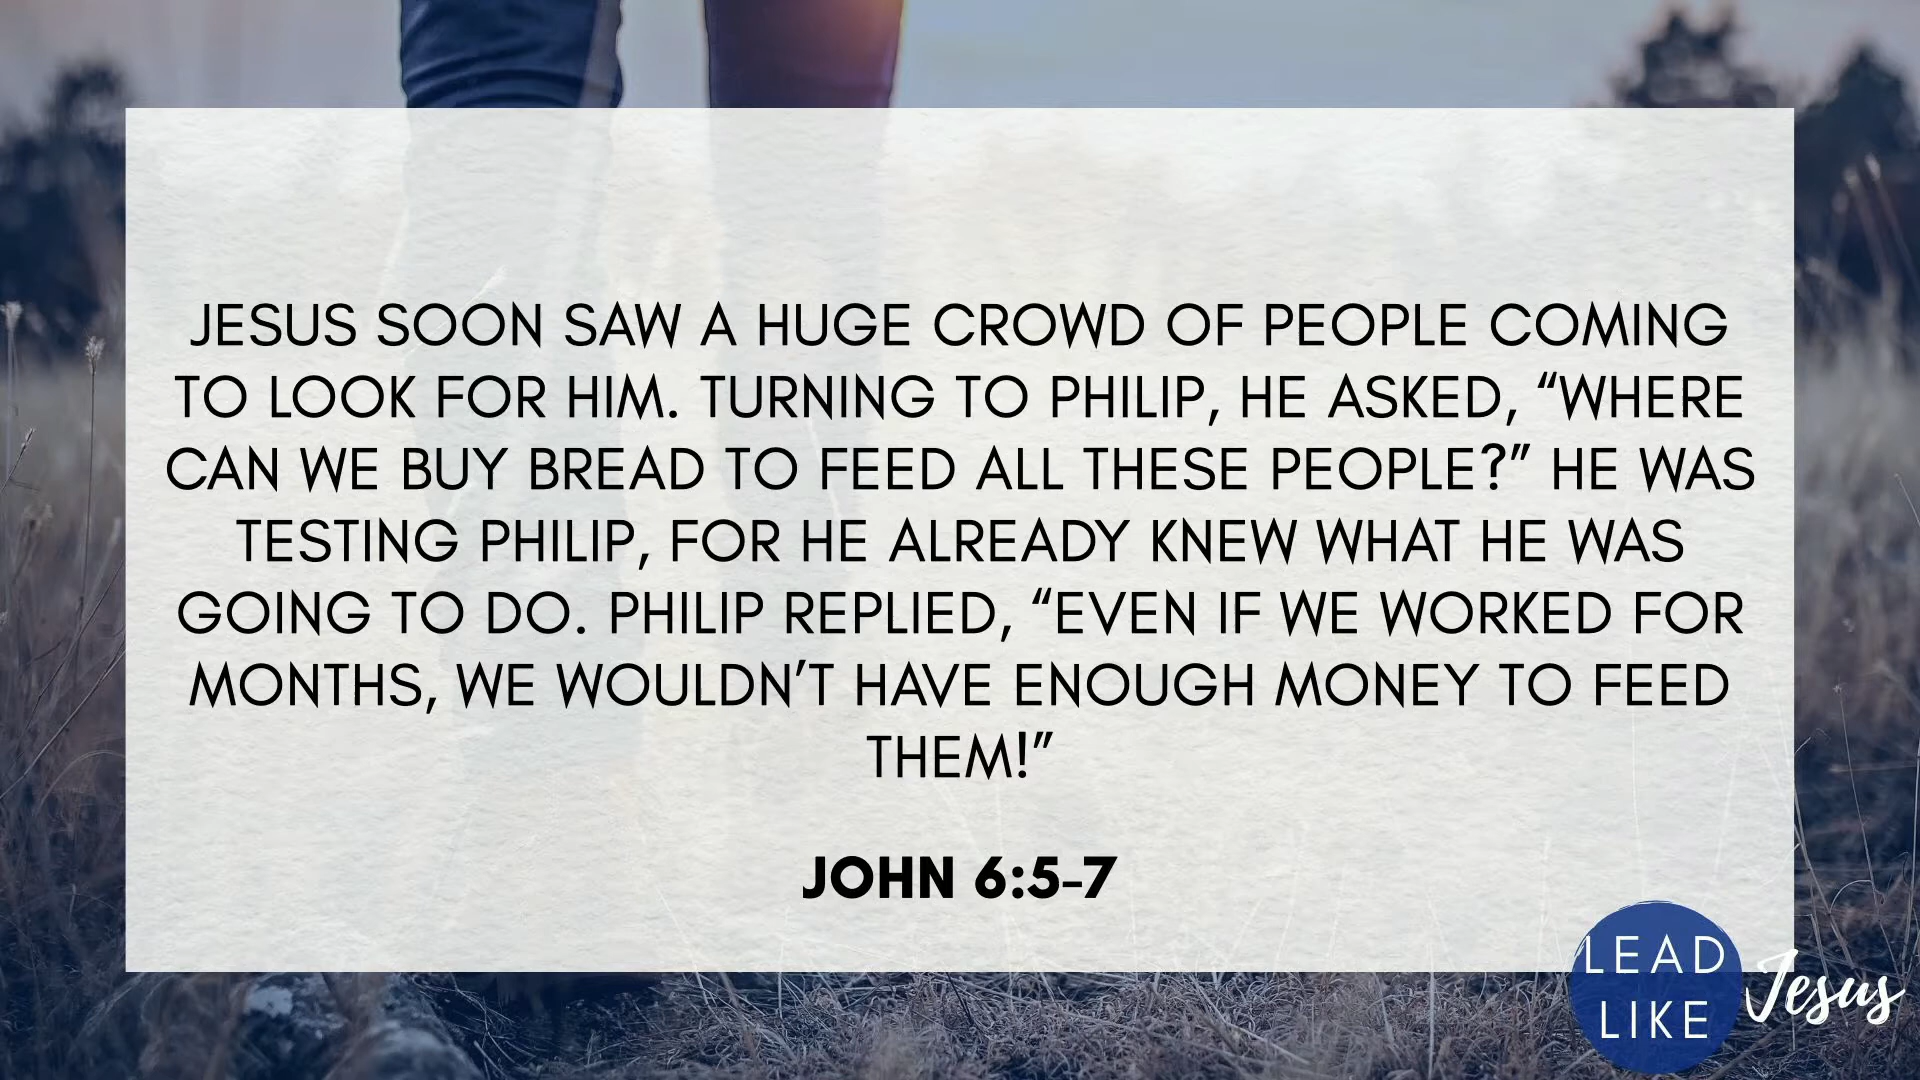 JESUS SOON SAW A HUGE CROWD OF PEOPLE COMING
TO LOOK FOR HIM. TURNING TO PHILIP, HE ASKED, “WHERE
CAN WE BUY BREAD TO FEED ALL THESE PEOPLE?” HE WAS
TESTING PHILIP, FOR HE ALREADY KNEW WHAT HE WAS
GOING TO DO. PHILIP REPLIED, “EVEN IF WE WORKED FOR
MONTHS, WE WOULDN’T HAVE ENOUGH MONEY TO FEED
THEM!”
JOHN 6:5-7
LEAD
LIKE
Jesus